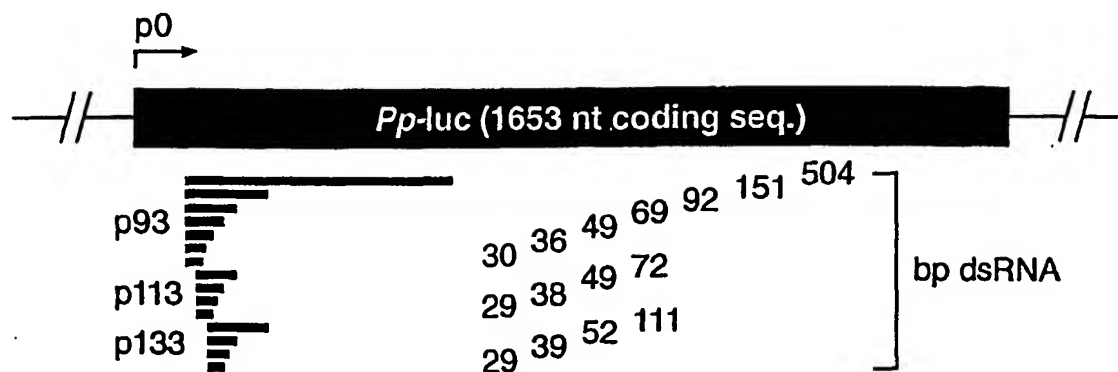 p0
Pp-luc (1653 nt coding seq.)
p93
30 36 49 69 92 151 504
p113
29 38 49 72
p133
29 39 52 111
bp dsRNA